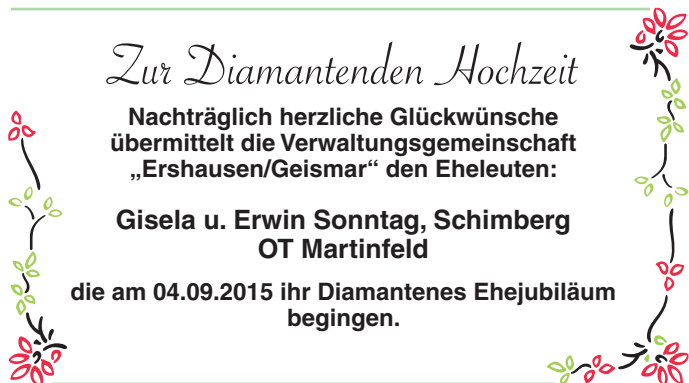 Zur Diamantenden Hochzeit
Nachträglich herzliche Glückwünsche
übermittelt die Verwaltungsgemeinschaft
„Ershausen/Geismar“ den Eheleuten:
Gisela u. Erwin Sonntag, Schimberg
OT Martinfeld
die am 04.09.2015 ihr Diamantenes Ehejubiläum
begingen.